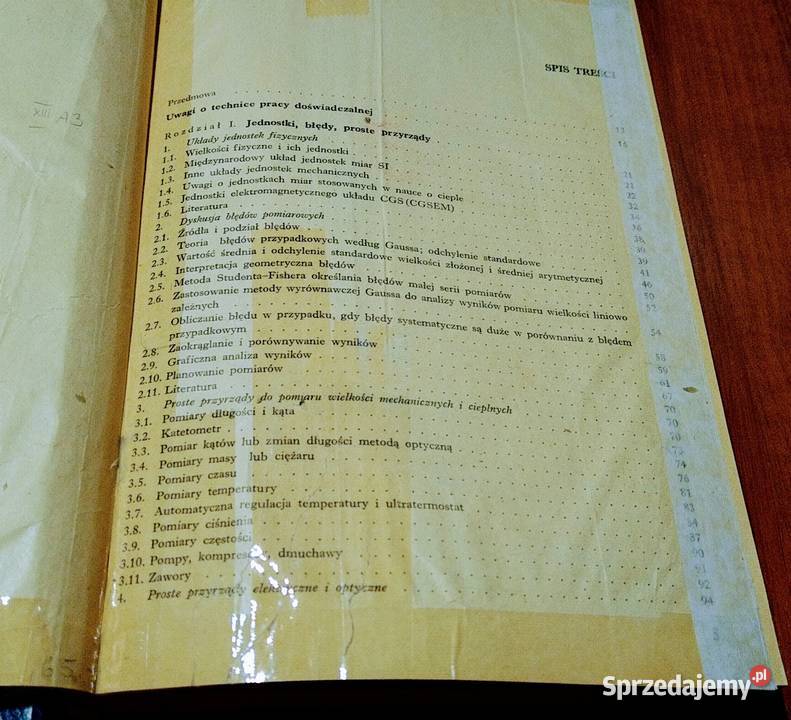 SPIS TREŚCI
Przedmowa
Uwagi o technice pracy doświadczalnej
Rozdział I. Jednostki, błędy, proste przyrządy
1. Układy jednostek fizycznych
1.1. Wielkości fizyczne i ich jednostki
1.2. Międzynarodowy układ jednostek miar SI
1.3. Inne układy jednostek mechanicznych
1.4. Uwagi o jednostkach miar stosowanych w nauce o cieple
1.5. Jednostki elektromagnetycznego układu CGS (CGSEM)
1.6. Literatura
2. Dyskusja błędów pomiarowych
2.1. Źródła i podział błędów
2.2. Teoria błędów przypadkowych według Gaussa; odchylenie standardowe
2.3. Wartość średnia i odchylenie standardowe wielkości złożonej i średniej arytmetycznej
2.4. Interpretacja geometryczna błędów
2.5. Metoda Studenta–Fishera określania błędów małej serii pomiarów
2.6. Zastosowanie metody wyrównawczej Gaussa do analizy wyników pomiaru wielkości liniowo
zależnych
2.7. Obliczanie błędu w przypadku, gdy błędy systematyczne są duże w porównaniu z błędem
przypadkowym 54
2.8. Zaokrąglanie i porównywanie wyników
2.9. Graficzna analiza wyników
2.10. Planowanie pomiarów
2.11. Literatura
3. Proste przyrządy do pomiaru wielkości mechanicznych i cieplnych
3.1. Pomiary długości i kąta
3.2. Katetometr
3.3. Pomiar kątów lub zmian długości metodą optyczną
3.4. Pomiary masy lub ciężaru
3.5. Pomiary czasu
3.6. Pomiary temperatury
3.7. Automatyczna regulacja temperatury i ultratermostat
3.8. Pomiary ciśnienia
3.9. Pomiary częstości
3.10. Pompy, kompresory, dmuchawy
3.11. Zawory
4. Proste przyrządy elektryczne i optyczne 94
5
XIII A3
65
Sprzedajemy.pl